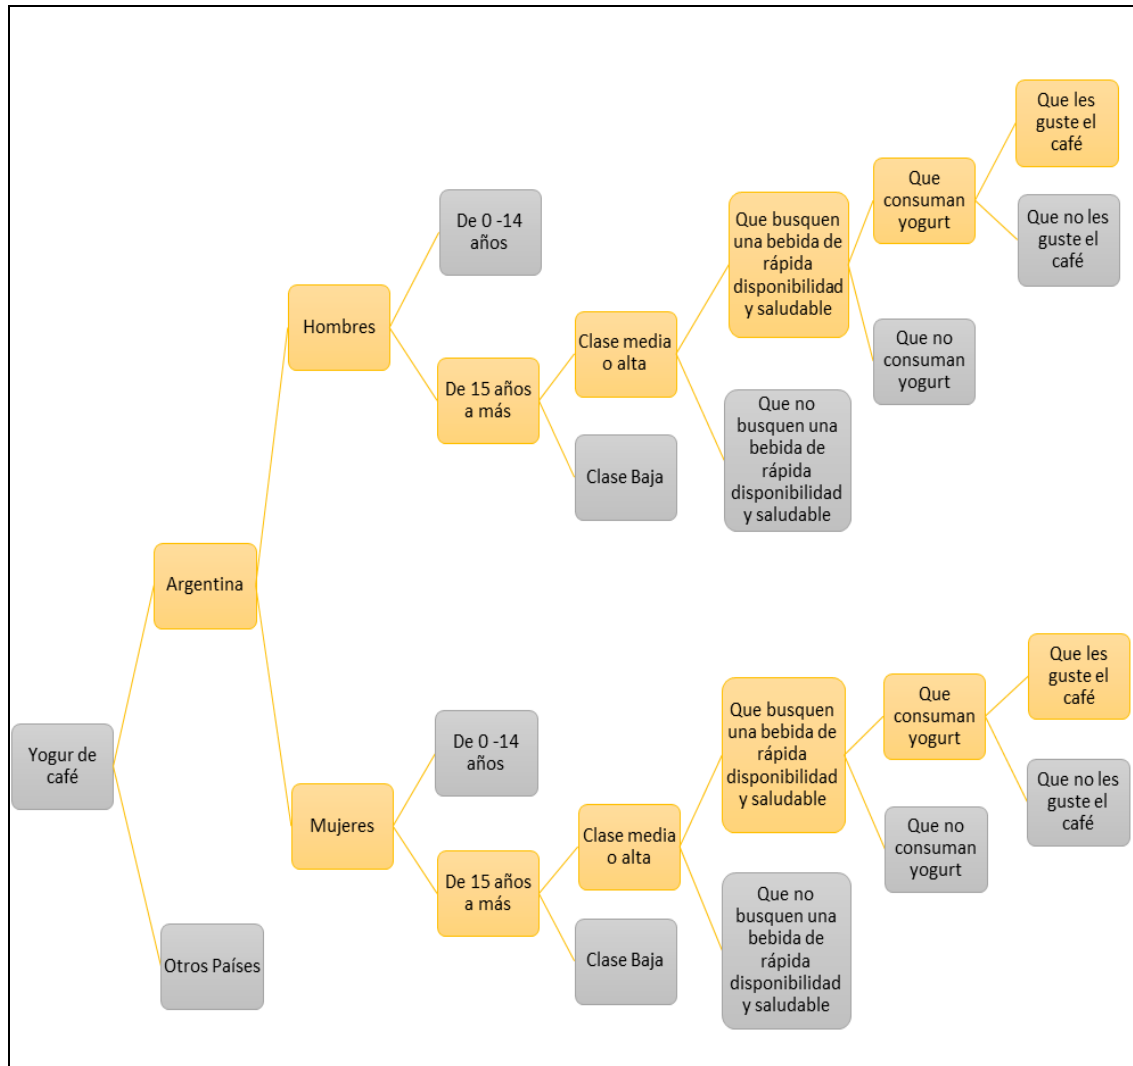 Yogur de
café
Argentina
Otros Países
Hombres
De 0 -14
años
De 15 años
a más
Clase media
o alta
Clase Baja
Que busquen
una bebida de
rápida
disponibilidad
y saludable
Que no
busquen una
bebida de
rápida
disponibilidad
y saludable
Que
consuman
yogurt
Que no
consuman
yogurt
Que les
guste el
café
Que no les
guste el
café
Mujeres
De 0 -14
años
De 15 años
a más
Clase media
o alta
Clase Baja
Que busquen
una bebida de
rápida
disponibilidad
y saludable
Que no
busquen una
bebida de
rápida
disponibilidad
y saludable
Que
consuman
yogurt
Que no
consuman
yogurt
Que les
guste el
café
Que no les
guste el
café